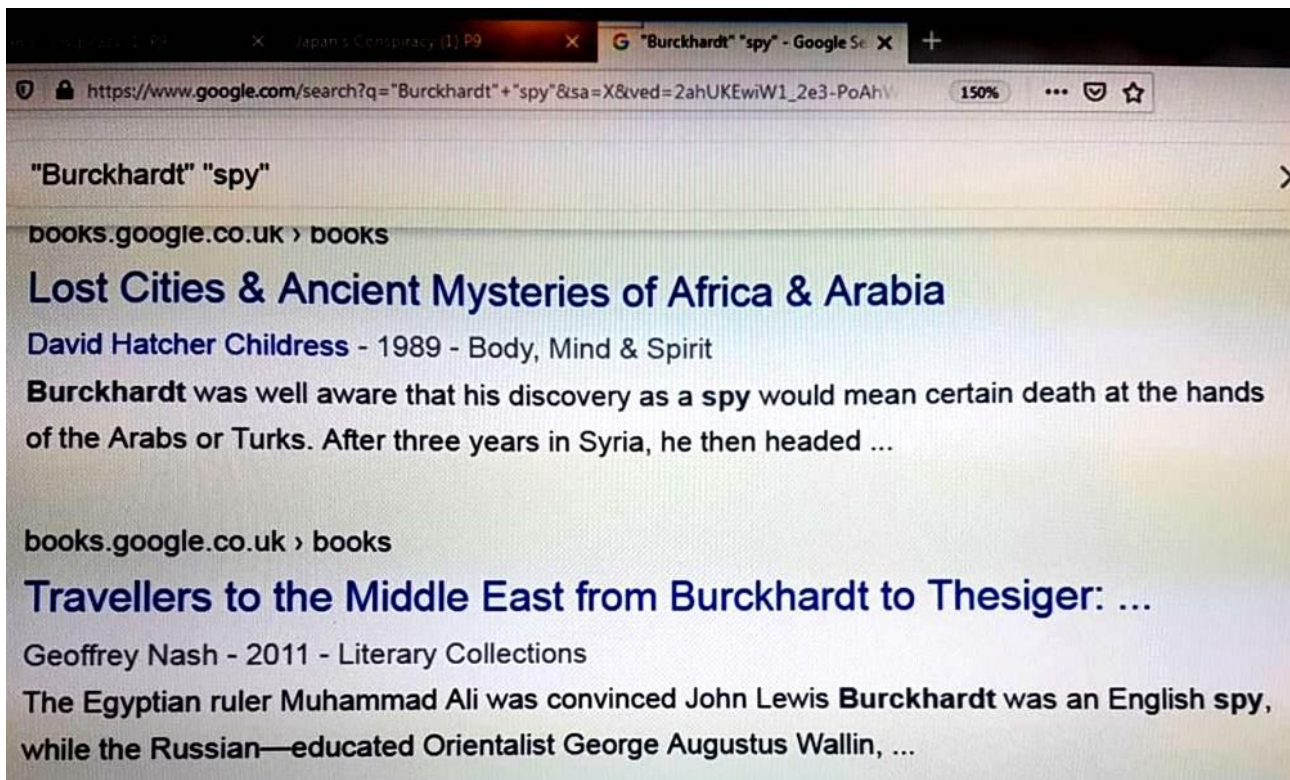 Japan's Conspiracy (1) P9
"Burckhardt" "spy" - Google Se
https://www.google.com/search?q="Burckhardt"+"spy"&sa=X&ved=2ahUKEwiW1_2e3-PoAhW
150%
"Burckhardt" "spy"
books.google.co.uk › books
Lost Cities & Ancient Mysteries of Africa & Arabia
David Hatcher Childress - 1989 - Body, Mind & Spirit
Burckhardt was well aware that his discovery as a spy would mean certain death at the hands
of the Arabs or Turks. After three years in Syria, he then headed ...
books.google.co.uk › books
Travellers to the Middle East from Burckhardt to Thesiger: ...
Geoffrey Nash - 2011 - Literary Collections
The Egyptian ruler Muhammad Ali was convinced John Lewis Burckhardt was an English spy,
while the Russian—educated Orientalist George Augustus Wallin, ...